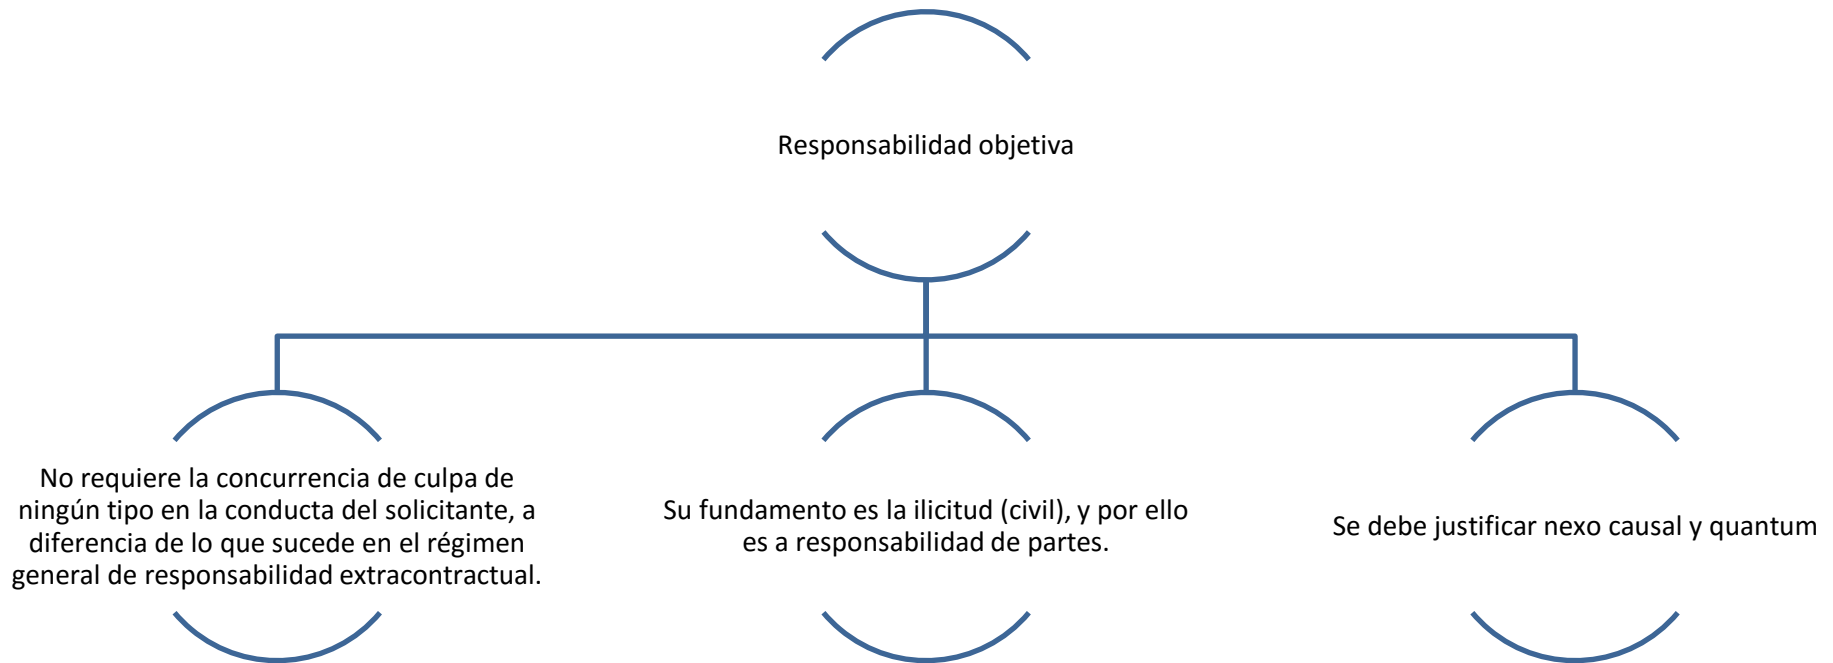 Responsabilidad objetiva
No requiere la concurrencia de culpa de
ningún tipo en la conducta del solicitante, a
diferencia de lo que sucede en el régimen
general de responsabilidad extracontractual.
Su fundamento es la ilicitud (civil), y por ello
es a responsabilidad de partes.
Se debe justificar nexo causal y quantum